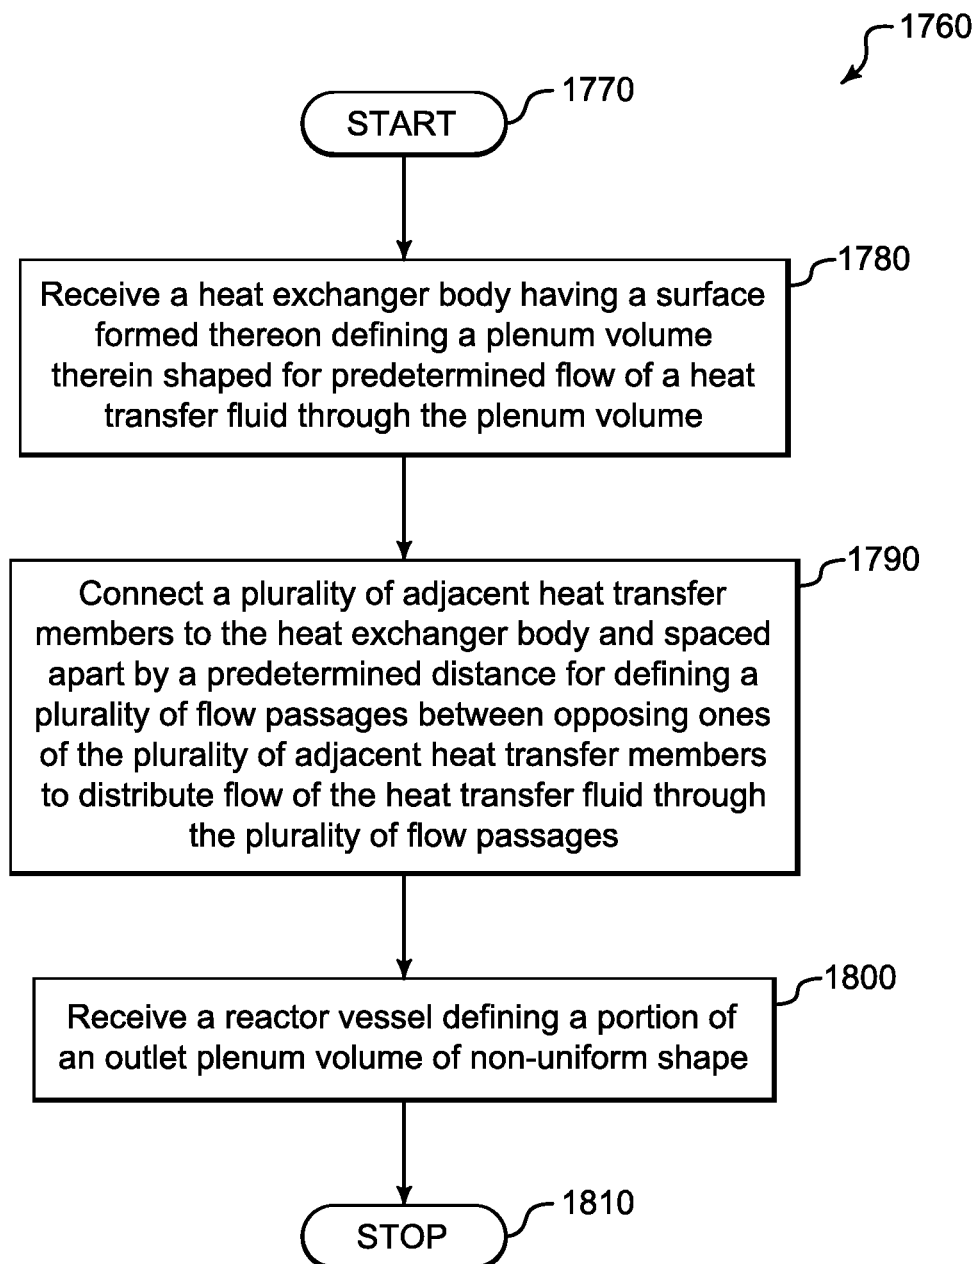 1760
1770
START
1780
Receive a heat exchanger body having a surface
formed thereon defining a plenum volume
therein shaped for predetermined flow of a heat
transfer fluid through the plenum volume
1790
Connect a plurality of adjacent heat transfer
members to the heat exchanger body and spaced
apart by a predetermined distance for defining a
plurality of flow passages between opposing ones
of the plurality of adjacent heat transfer members
to distribute flow of the heat transfer fluid through
the plurality of flow passages
1800
Receive a reactor vessel defining a portion of
an outlet plenum volume of non-uniform shape
1810
STOP